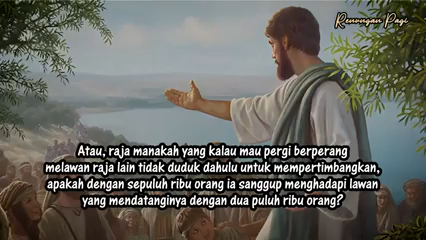 Renungan Pagi
Atau, raja manakah yang kalau mau pergi berperang
melawan raja lain tidak duduk dahulu untuk mempertimbangkan,
apakah dengan sepuluh ribu orang ia sanggup menghadapi lawan
yang mendatanginya dengan dua puluh ribu orang?